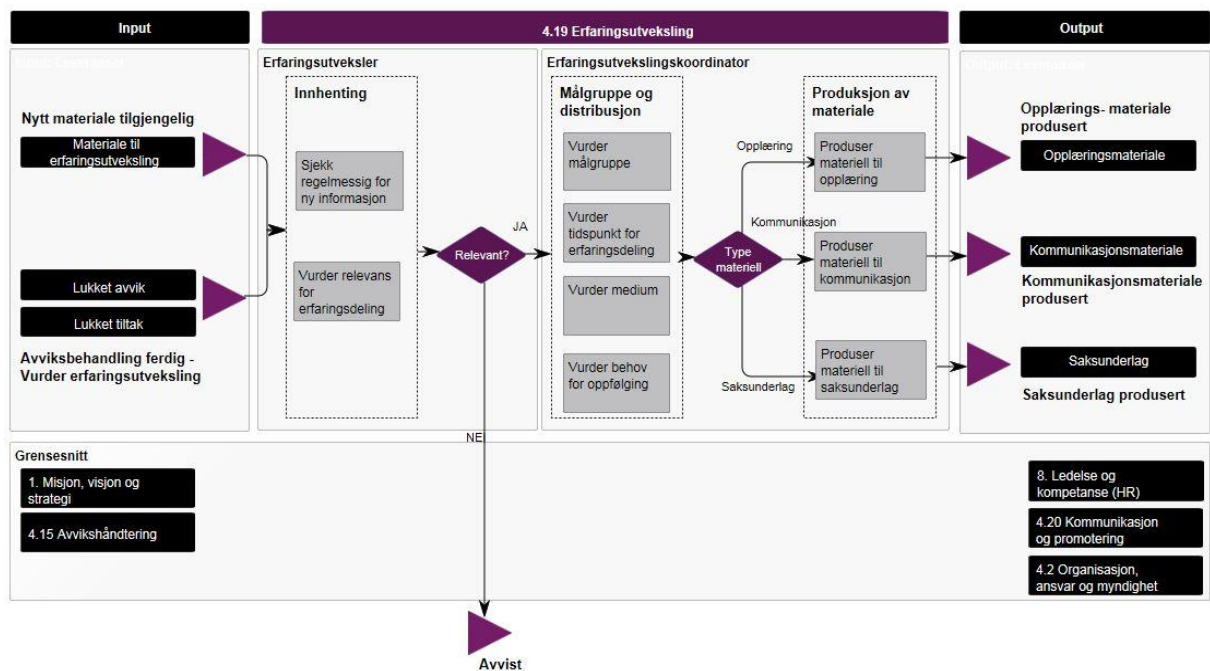 Input
4.19 Erfaringsutveksling
Output
Nytt materiale tilgjengelig
Materiale til
erfaringsutveksling
Lukket avvik
Lukket tiltak
Avviksbehandling ferdig -
Vurder erfaringsutveksling
Erfaringsutveksler
Innhenting
Sjekk
regelmessig for
ny informasjon
Vurder relevans
for
erfaringsdeling
Relevant?
JA
NEI
Erfaringsutvekslingskoordinator
Målgruppe og
distribusjon
Vurder
målgruppe
Vurder
tidspunkt for
erfaringsdeling
Vurder medium
Vurder behov
for oppfølging
Type
materiell
Opplæring
Kommunikasjon
Saksunderlag
Produksjon av
materiale
Produser
materiell til
opplæring
Produser
materiell til
kommunikasjon
Produser
materiell til
saksunderlag
Opplærings- materiale
produsert
Opplæringsmateriale
Kommunikasjonsmateriale
Kommunikasjonsmateriale
produsert
Saksunderlag
Saksunderlag produsert
Grensesnitt
1. Misjon, visjon og
strategi
4.15 Avvikshåndtering
8. Ledelse og
kompetanse (HR)
4.20 Kommunikasjon
og promotering
4.2 Organisasjon,
ansvar og myndighet
Avvist